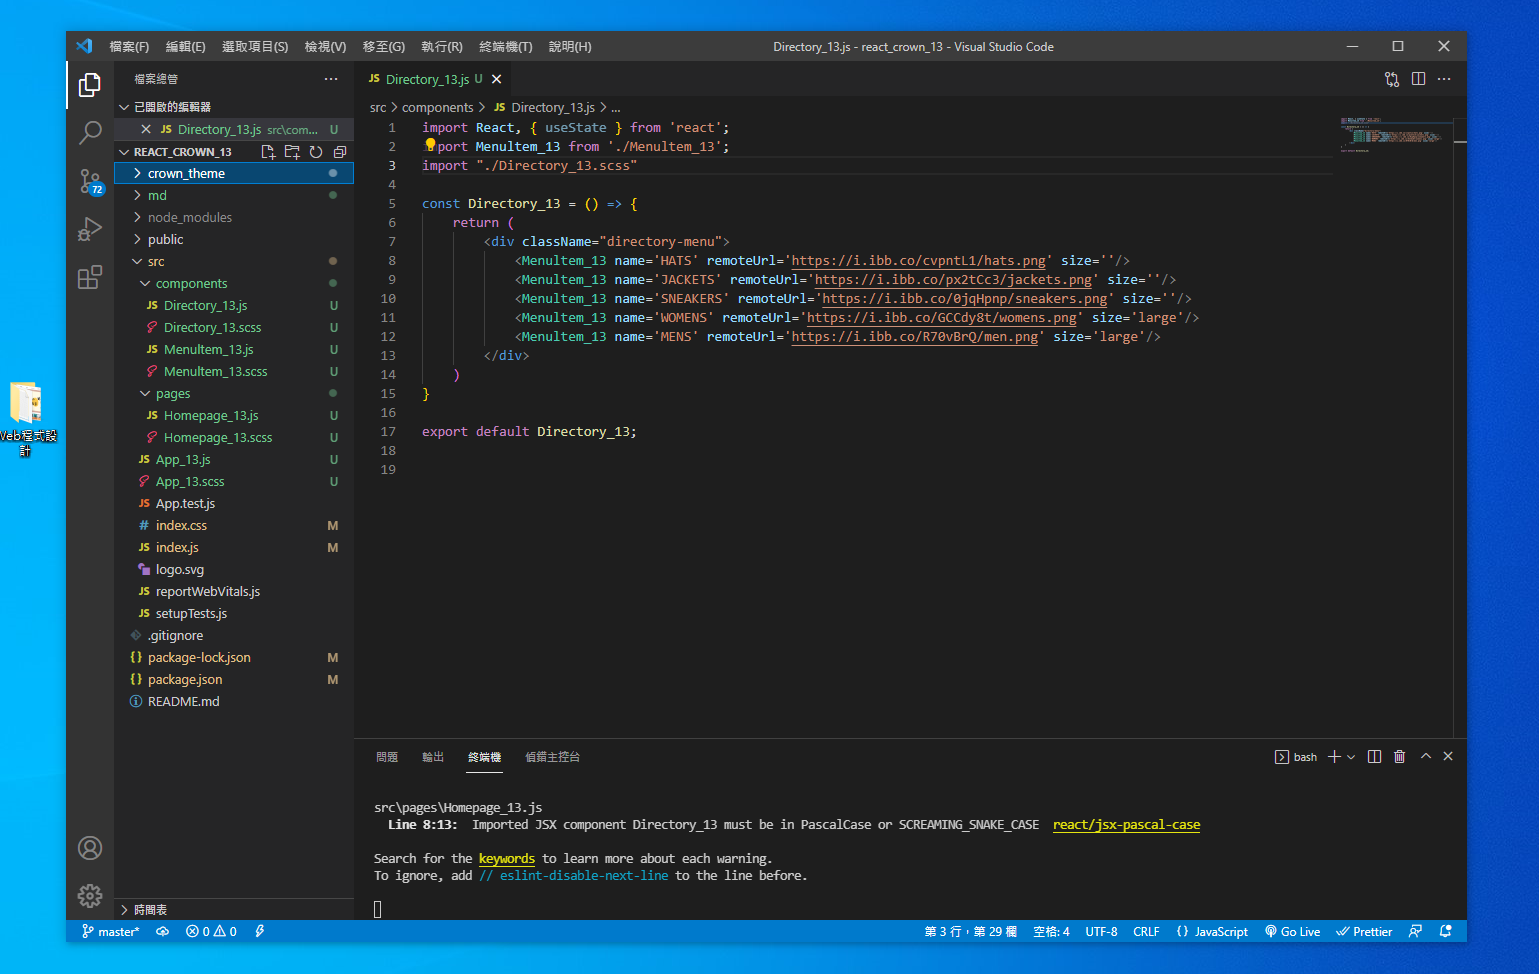 檔案(F) 編輯(E) 選取項目(S) 檢視(V) 移至(G) 執行(R) 終端機(T) 說明(H)
Directory_13.js - react_crown_13 - Visual Studio Code
檔案總管
已開啟的編輯器
JS Directory_13.js src\com... U
REACT_CROWN_13
crown_theme
md
node_modules
public
src
components
JS Directory_13.js U
Directory_13.scss U
JS MenuItem_13.js U
MenuItem_13.scss U
pages
JS Homepage_13.js U
Homepage_13.scss U
JS App_13.js U
App_13.scss U
JS App.test.js
# index.css M
JS index.js M
logo.svg
JS reportWebVitals.js
JS setupTests.js
.gitignore
{} package-lock.json M
{} package.json M
README.md
時間表
72
JS Directory_13.js U
src > components > JS Directory_13.js > ...
1 import React, { useState } from 'react';
2 port MenuItem_13 from './MenuItem_13';
3 import "./Directory_13.scss"
4
5 const Directory_13 = () => {
6 return (
7 <div className="directory-menu">
8 <MenuItem_13 name='HATS' remoteUrl='https://i.ibb.co/cvpntL1/hats.png' size=''/>
9 <MenuItem_13 name='JACKETS' remoteUrl='https://i.ibb.co/px2tCc3/jackets.png' size=''/>
10 <MenuItem_13 name='SNEAKERS' remoteUrl='https://i.ibb.co/0jqHpnp/sneakers.png' size=''/>
11 <MenuItem_13 name='WOMENS' remoteUrl='https://i.ibb.co/GCCdy8t/womens.png' size='large'/>
12 <MenuItem_13 name='MENS' remoteUrl='https://i.ibb.co/R70vBrQ/men.png' size='large'/>
13 </div>
14 )
15 }
16
17 export default Directory_13;
18
19
問題 輸出 終端機 偵錯主控台
bash
src\pages\Homepage_13.js
Line 8:13: Imported JSX component Directory_13 must be in PascalCase or SCREAMING_SNAKE_CASE react/jsx-pascal-case
Search for the keywords to learn more about each warning.
To ignore, add // eslint-disable-next-line to the line before.
master* 0 0
第 3 行，第 29 欄 空格: 4 UTF-8 CRLF {} JavaScript Go Live Prettier
Web程式設
計